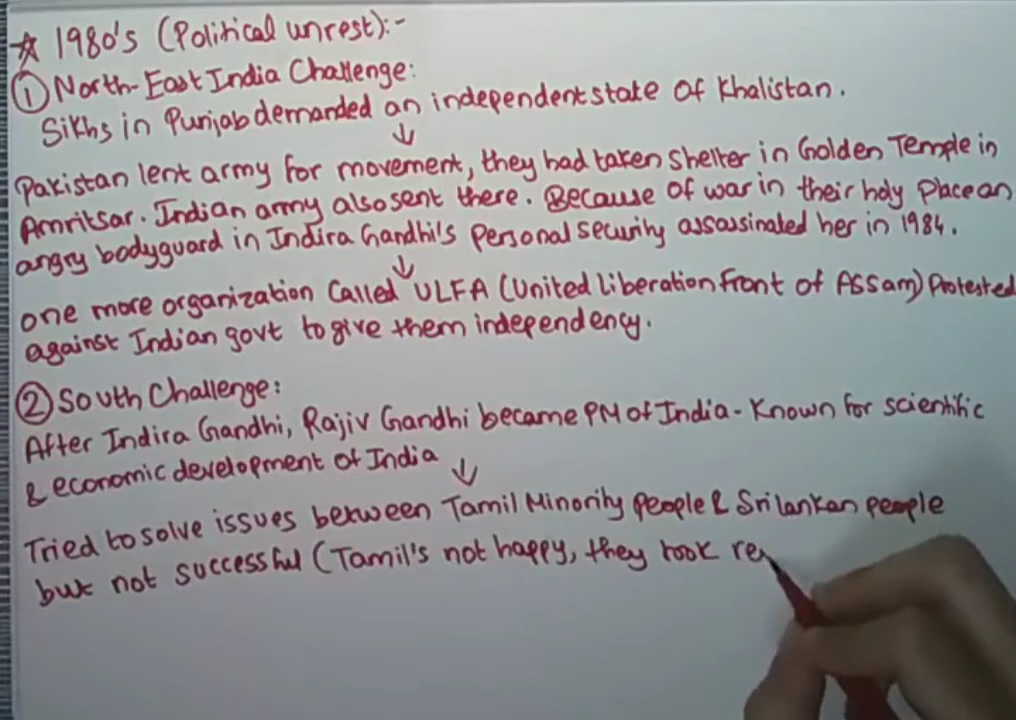 ☆ 1980's (Political unrest):-
① North-East India Challenge:
Sikhs in Punjab demanded an independent state of Khalistan.
↓
Pakistan lent army for movement, they had taken shelter in Golden Temple in
Amritsar. Indian army also sent there. Because of war in their holy place an
angry bodyguard in Indira Gandhi's personal security assassinated her in 1984.
↓
one more organization called ULFA (United Liberation Front of Assam) Protested
against Indian govt to give them independency.
② South Challenge:
After Indira Gandhi, Rajiv Gandhi became PM of India - Known for scientific
& economic development of India
↓
Tried to solve issues between Tamil Minority people & Sri lankan people
but not successful (Tamil's not happy, they took re